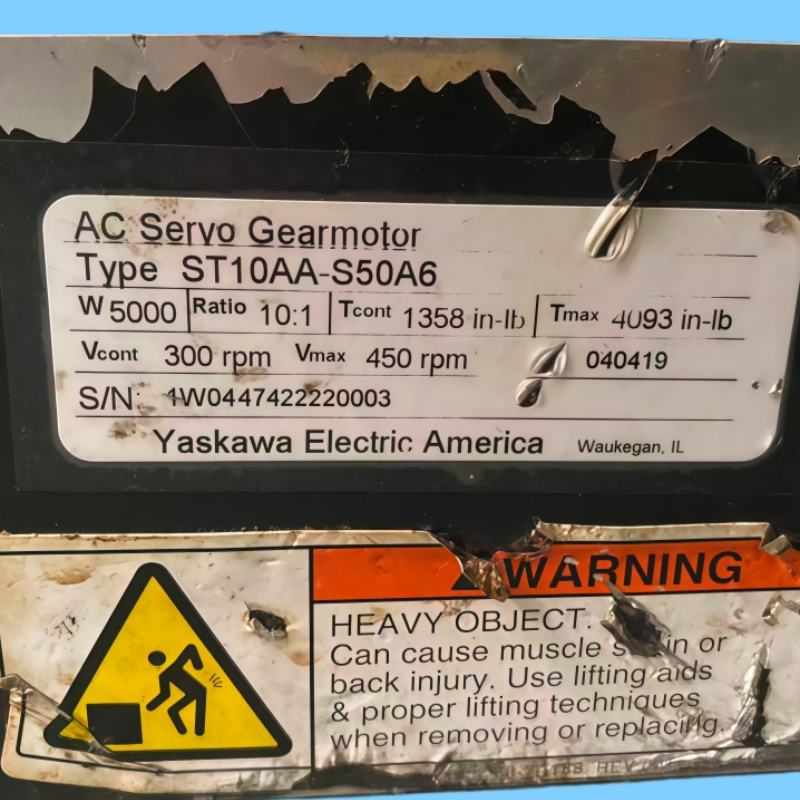 AC Servo Gearmotor
Type ST10AA-S50A6
W 5000 Ratio 10:1 Tcont 1358 in-lb Tmax 4093 in-lb
Vcont 300 rpm Vmax 450 rpm 040419
S/N: 1W0447422220003
Yaskawa Electric America Waukegan, IL
WARNING
HEAVY OBJECT.
Can cause muscle or
back injury. Use lifting aids
& proper lifting techniques
when removing or replacing.